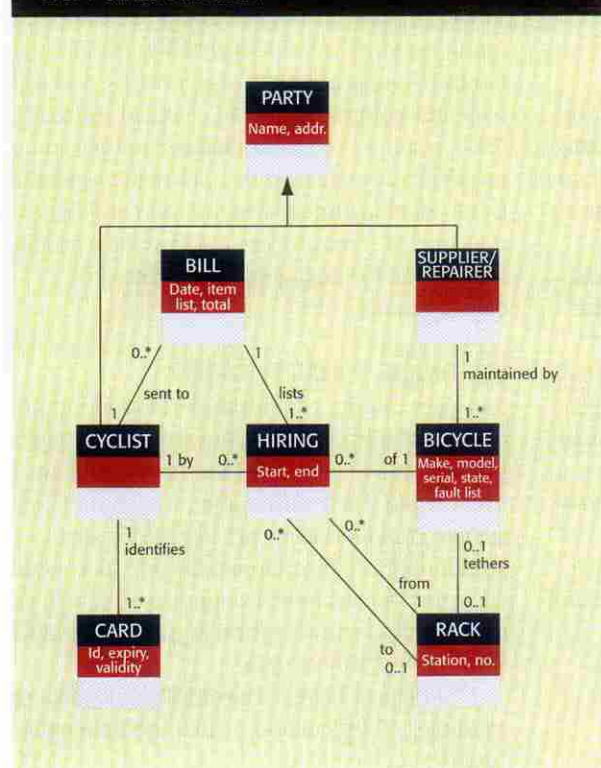 PARTY
Name, addr.
BILL
Date, item
list, total
SUPPLIER/
REPAIRER
0..*
1
1
maintained by
sent to
lists
1
1..*
1..*
CYCLIST
1 by
0..*
HIRING
Start, end
0..*
of 1
BICYCLE
Make, model,
serial, state,
fault list
1
identifies
0..*
0..*
0..1
tethers
from
1..*
1
0..1
CARD
Id, expiry,
validity
to
0..1
RACK
Station, no.